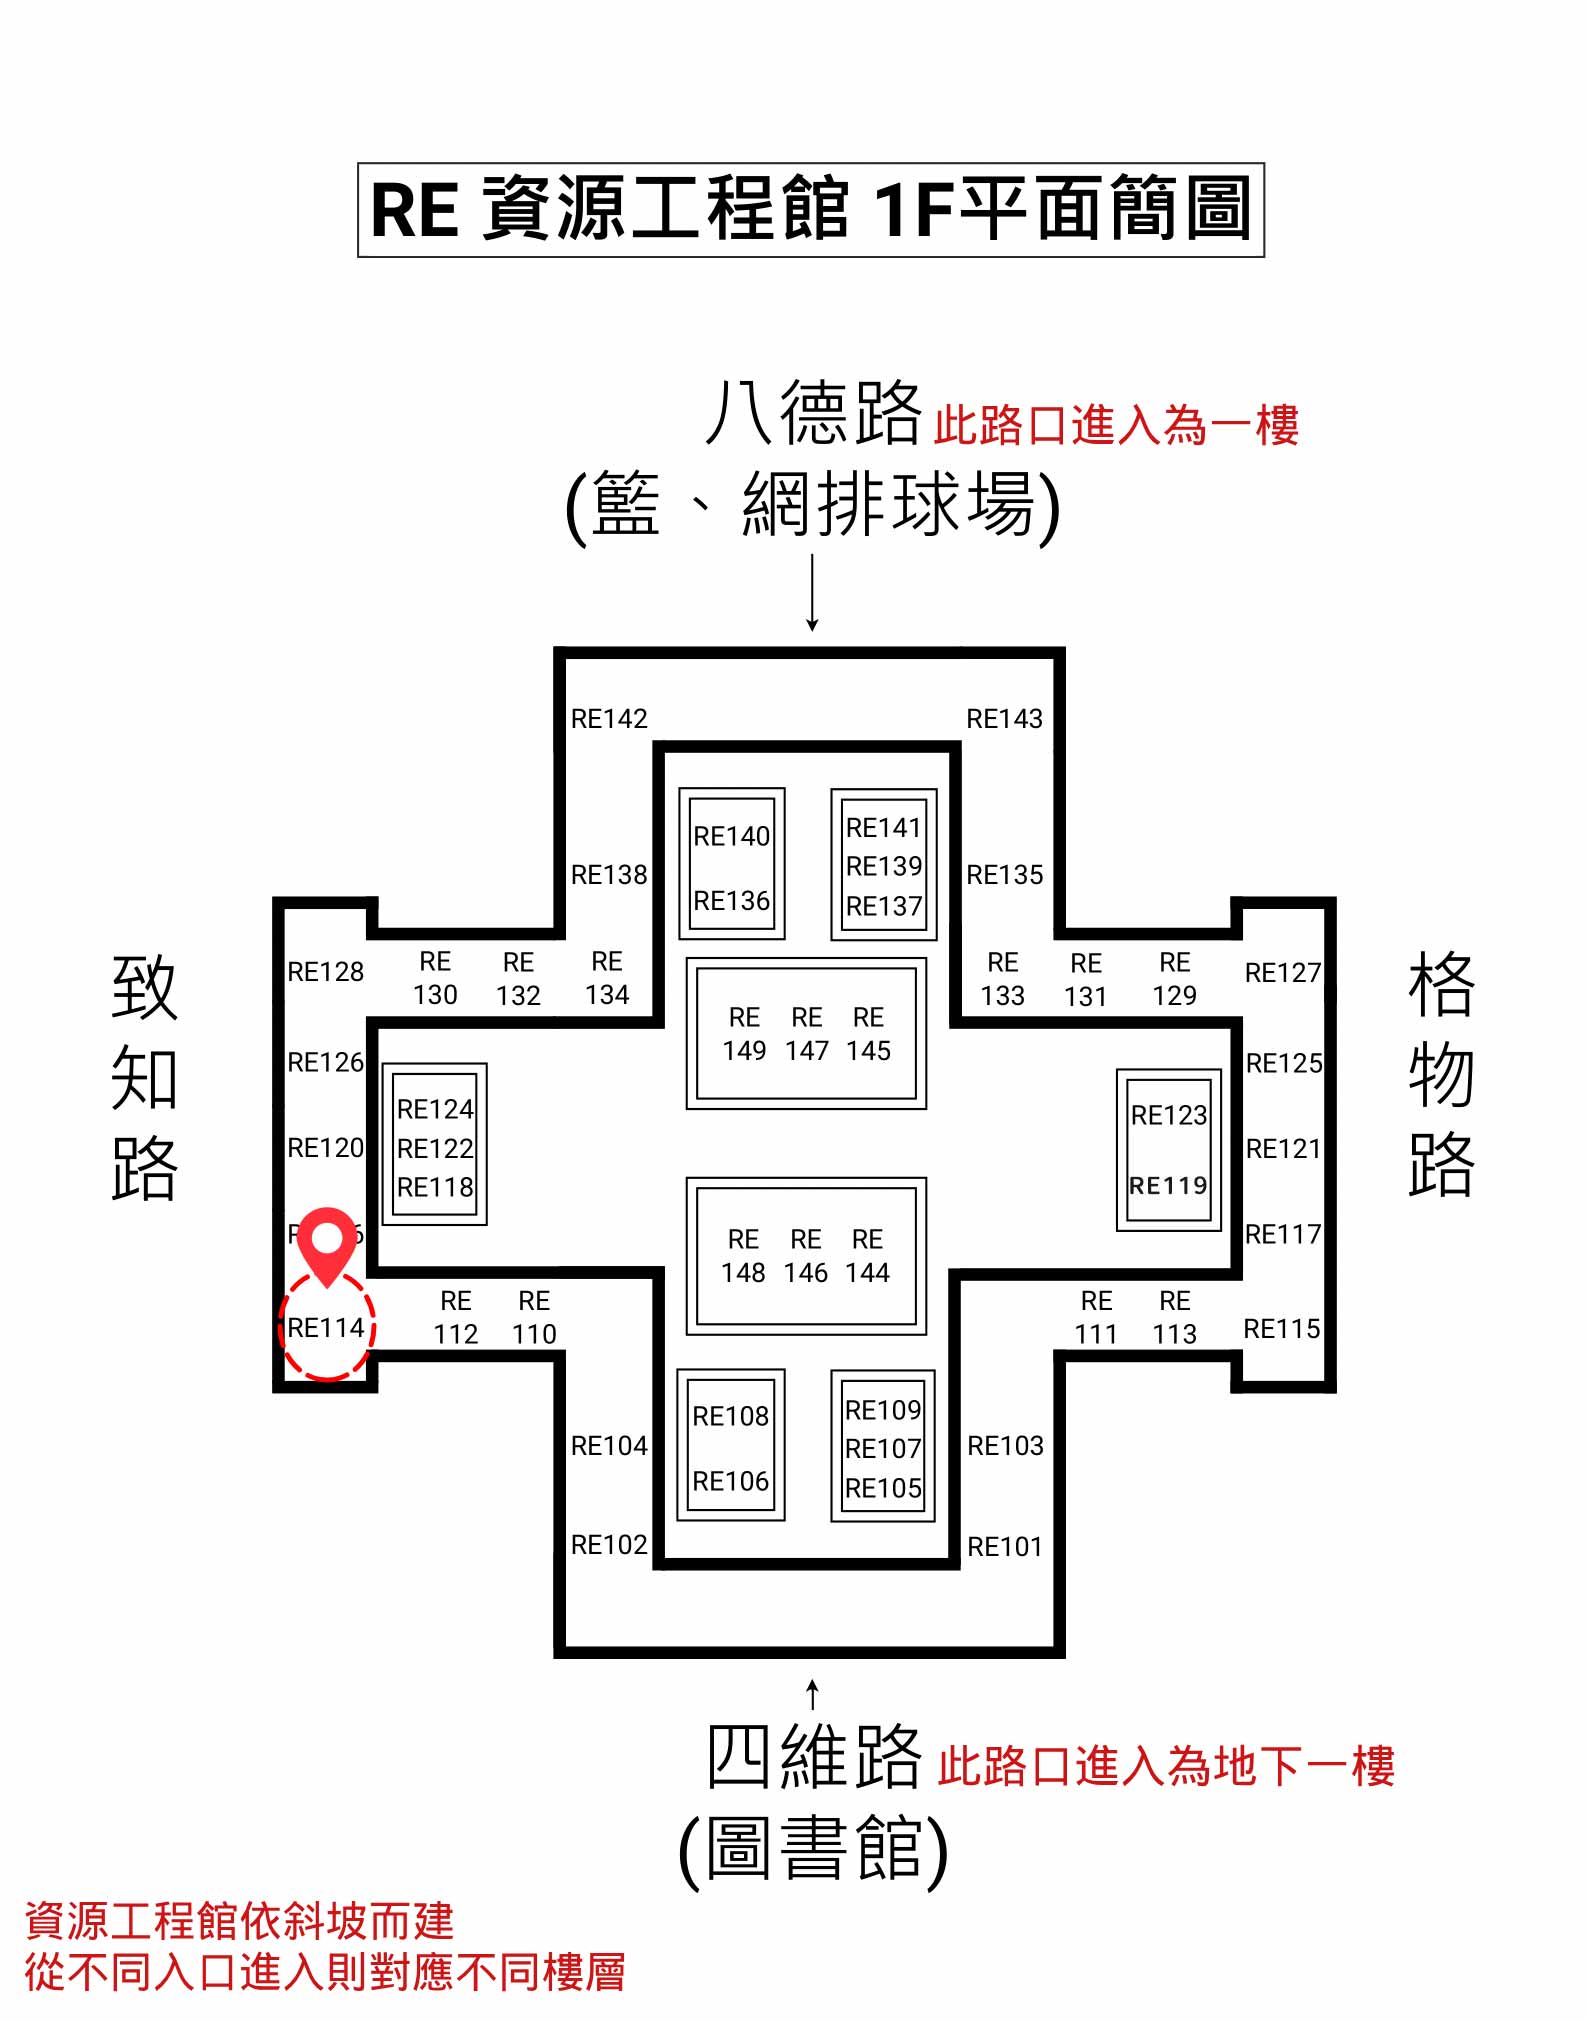 RE 資源工程館 1F平面簡圖
八德路 此路口進入為一樓
(籃、網排球場)
RE142
RE143
RE140
RE136
RE141
RE139
RE137
RE138
RE135
致知路
格物路
RE128
RE 130
RE 132
RE 134
RE 133
RE 131
RE 129
RE127
RE 149
RE 147
RE 145
RE126
RE125
RE124
RE122
RE118
RE123
RE119
RE120
RE121
RE117
RE 148
RE 146
RE 144
RE114
RE 112
RE 110
RE 111
RE 113
RE115
RE108
RE106
RE109
RE107
RE105
RE104
RE103
RE102
RE101
四維路 此路口進入為地下一樓
(圖書館)
資源工程館依斜坡而建
從不同入口進入則對應不同樓層